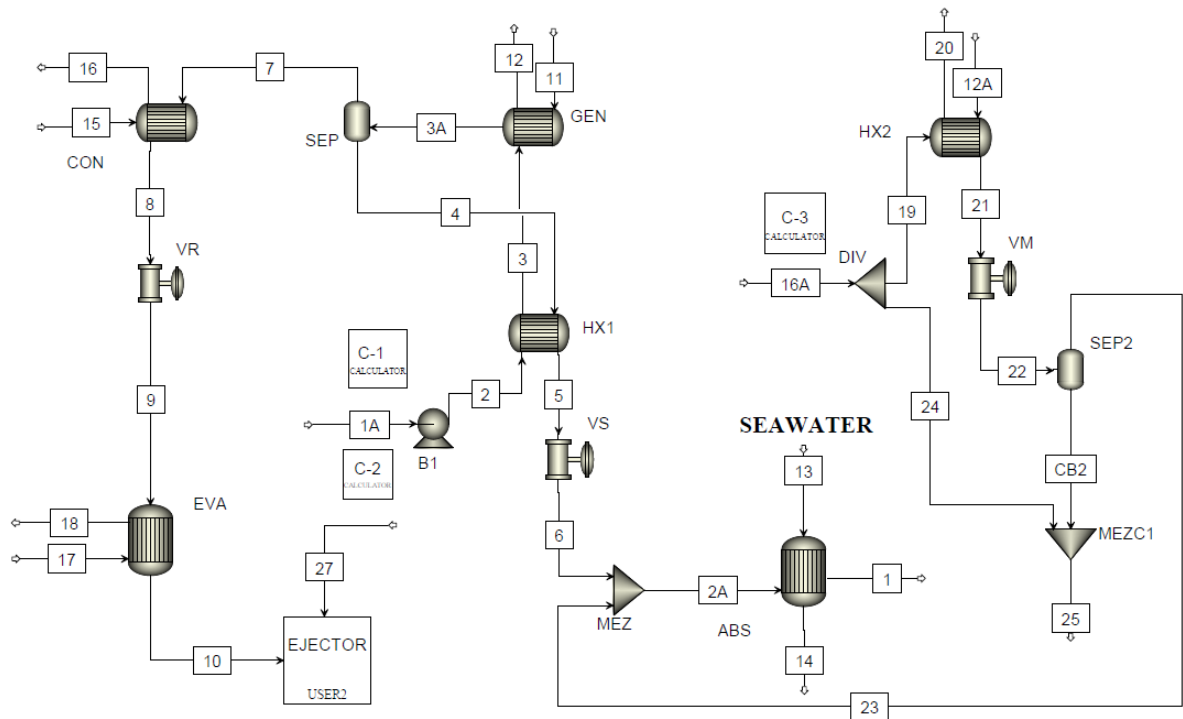 16
7
12
11
20
12A
15
SEP
3A
GEN
HX2
CON
8
4
19
21
C-3
CALCULATOR
VR
3
DIV
VM
16A
HX1
C-1
CALCULATOR
SEP2
9
2
5
22
1A
24
SEAWATER
B1
VS
C-2
CALCULATOR
13
CB2
EVA
18
6
MEZC1
17
27
2A
1
MEZ
ABS
25
EJECTOR
USER2
10
14
23